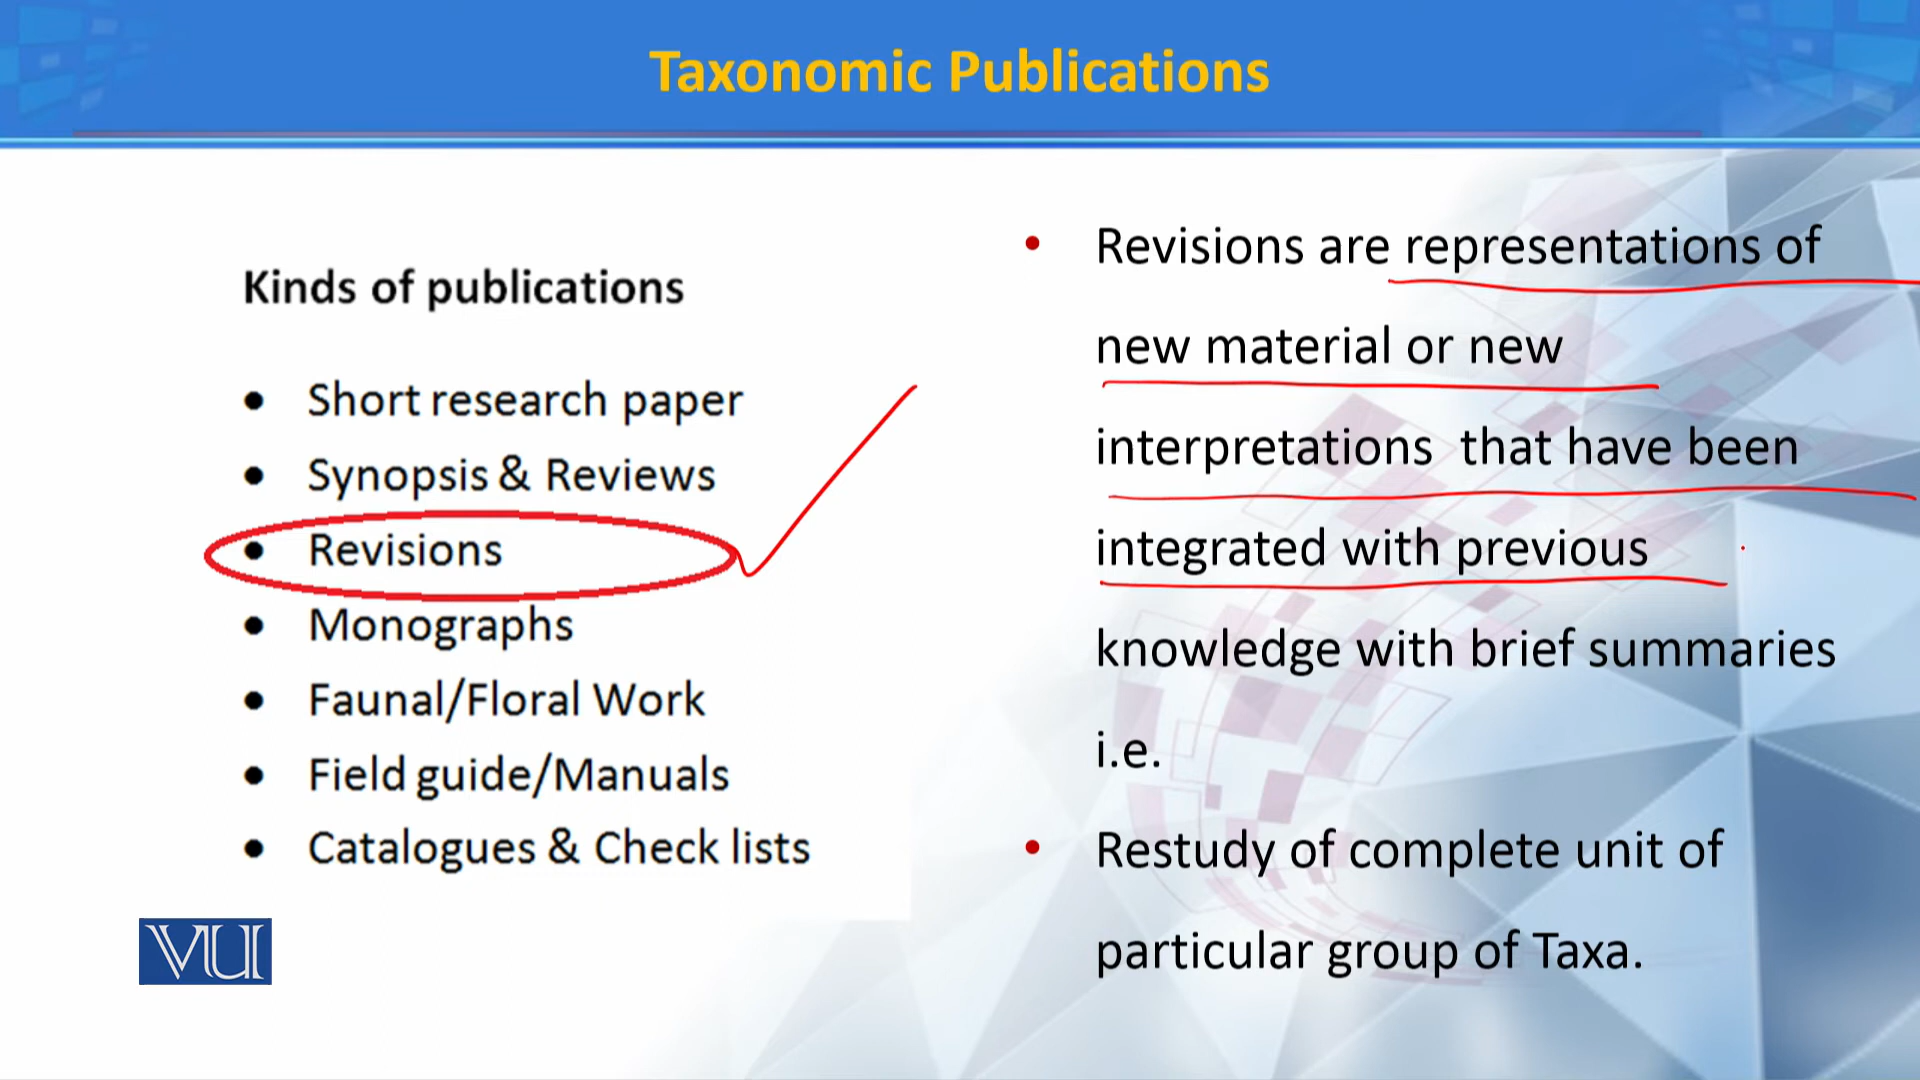 Taxonomic Publications
Kinds of publications
• Short research paper
• Synopsis & Reviews
• Revisions
• Monographs
• Faunal/Floral Work
• Field guide/Manuals
• Catalogues & Check lists
• Revisions are representations of
new material or new
interpretations that have been
integrated with previous
knowledge with brief summaries
i.e.
• Restudy of complete unit of
particular group of Taxa.
VU